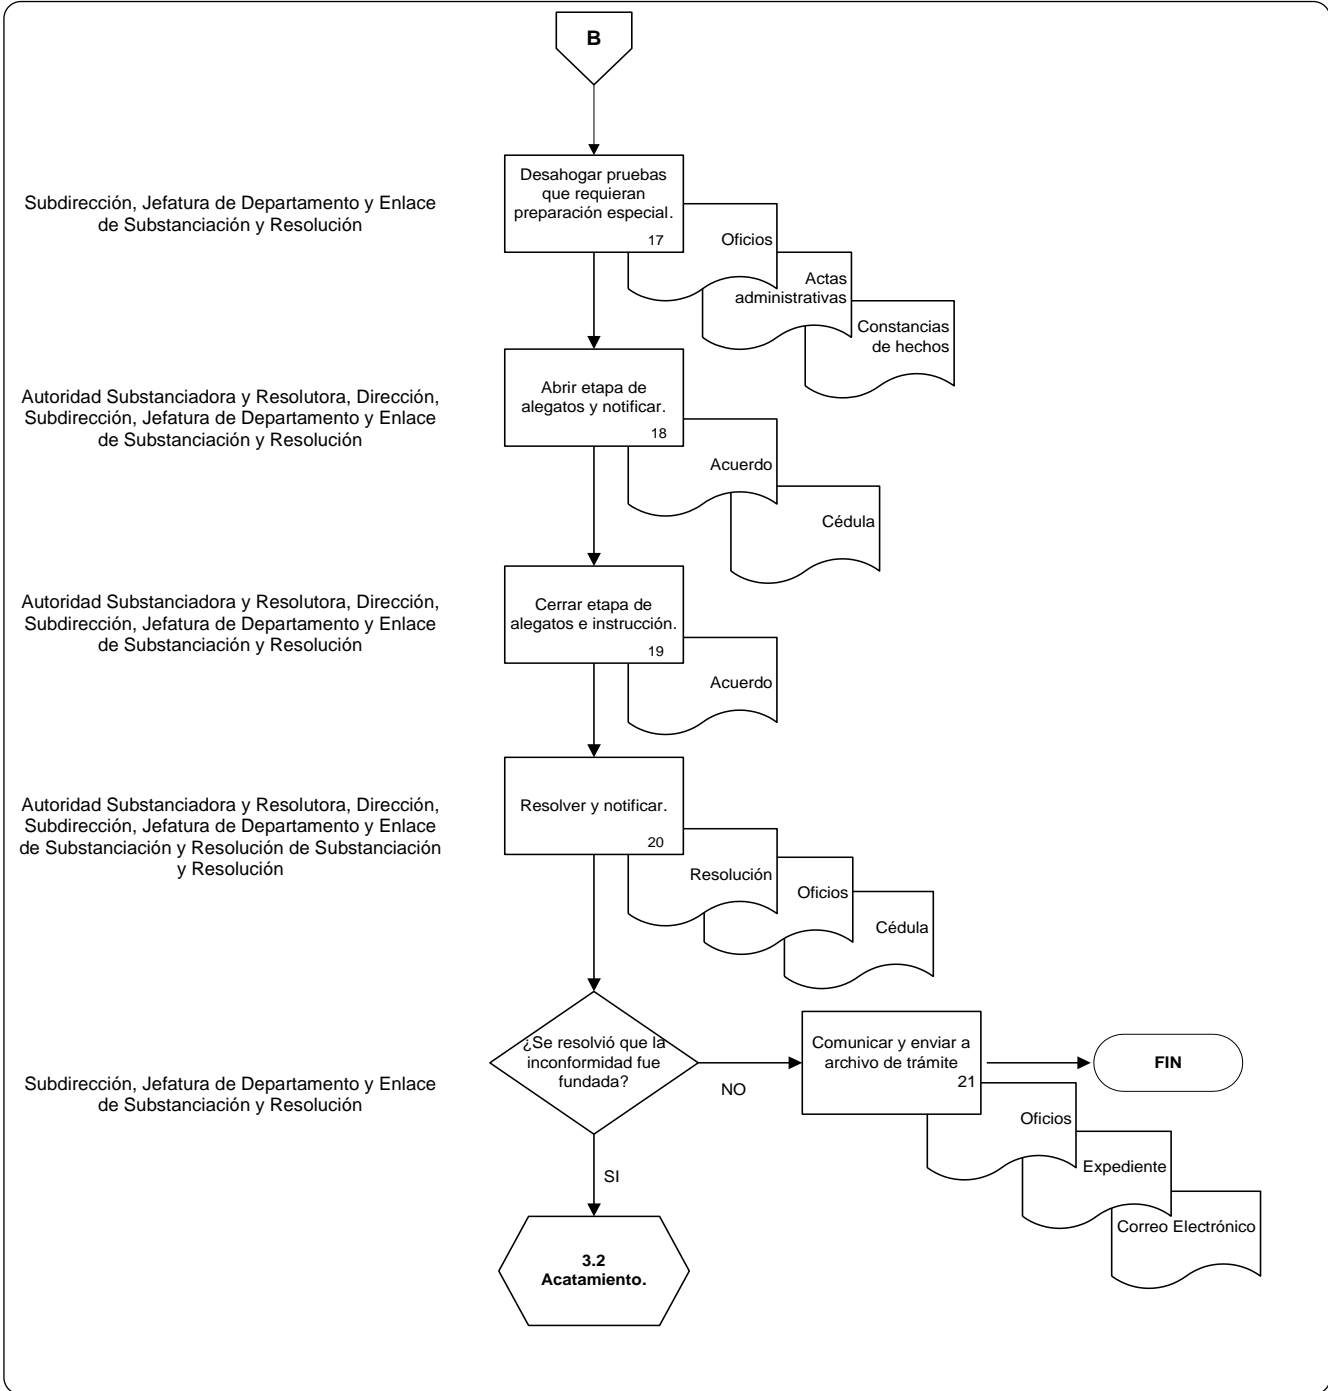 B
Subdirección, Jefatura de Departamento y Enlace
de Substanciación y Resolución
Desahogar pruebas
que requieran
preparación especial.
17
Oficios
Actas
administrativas
Constancias
de hechos
Autoridad Substanciadora y Resolutora, Dirección,
Subdirección, Jefatura de Departamento y Enlace
de Substanciación y Resolución
Abrir etapa de
alegatos y notificar.
18
Acuerdo
Cédula
Autoridad Substanciadora y Resolutora, Dirección,
Subdirección, Jefatura de Departamento y Enlace
de Substanciación y Resolución
Cerrar etapa de
alegatos e instrucción.
19
Acuerdo
Autoridad Substanciadora y Resolutora, Dirección,
Subdirección, Jefatura de Departamento y Enlace
de Substanciación y Resolución de Substanciación
y Resolución
Resolver y notificar.
20
Resolución
Oficios
Cédula
Subdirección, Jefatura de Departamento y Enlace
de Substanciación y Resolución
¿Se resolvió que la
inconformidad fue
fundada?
NO
Comunicar y enviar a
archivo de trámite
21
FIN
Oficios
Expediente
Correo Electrónico
SI
3.2
Acatamiento.